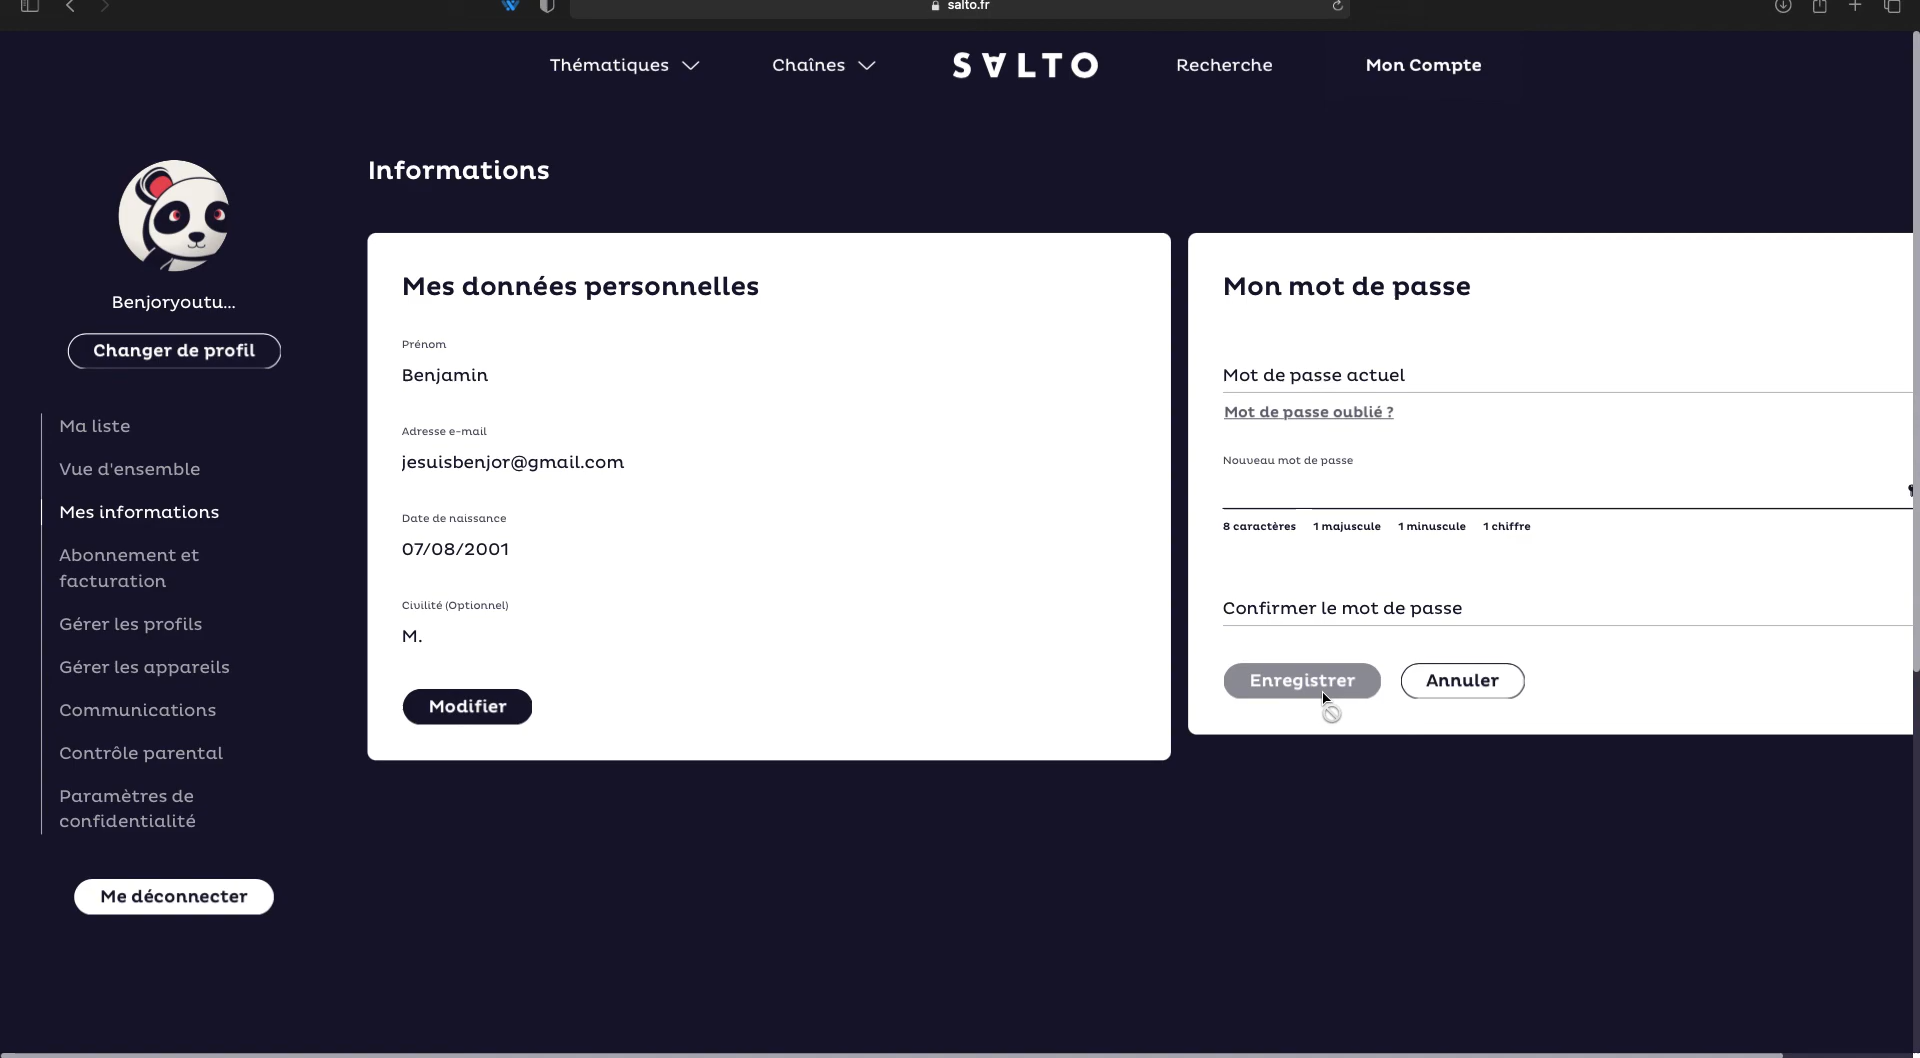 salto.fr
Thématiques
Chaînes
SALTO
Recherche
Mon Compte
Benjoryoutu...
Changer de profil
Ma liste
Vue d'ensemble
Mes informations
Abonnement et
facturation
Gérer les profils
Gérer les appareils
Communications
Contrôle parental
Paramètres de
confidentialité
Me déconnecter
Informations
Mes données personnelles
Prénom
Benjamin
Adresse e-mail
jesuisbenjor@gmail.com
Date de naissance
07/08/2001
Civilité (Optionnel)
M.
Modifier
Mon mot de passe
Mot de passe actuel
Mot de passe oublié ?
Nouveau mot de passe
8 caractères 1 majuscule 1 minuscule 1 chiffre
Confirmer le mot de passe
Enregistrer
Annuler